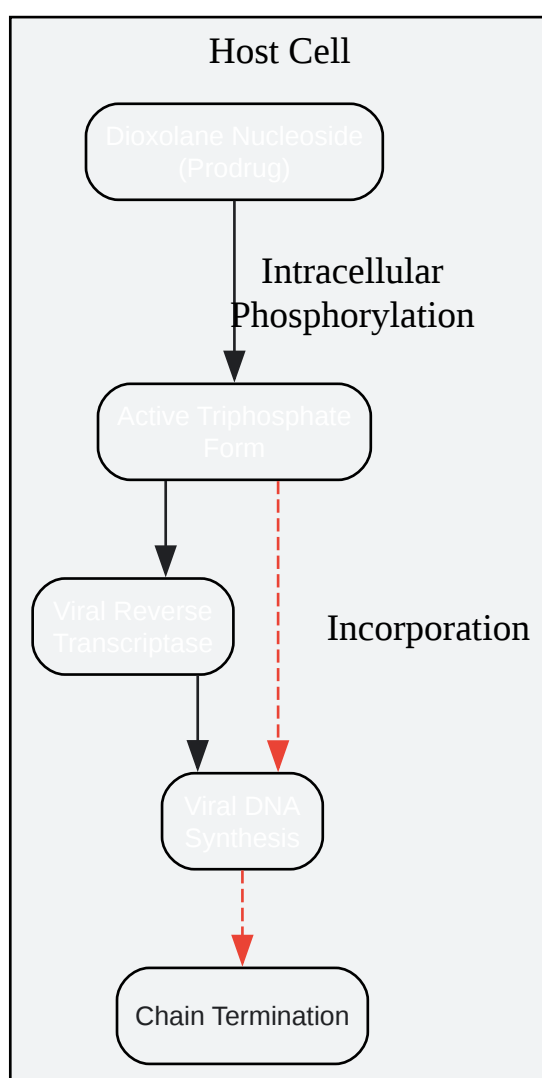 Host Cell
Dioxolane Nucleoside
(Prodrug)
Intracellular
Phosphorylation
Active Triphosphate
Form
Viral Reverse
Transcriptase
Incorporation
Viral DNA
Synthesis
Chain Termination